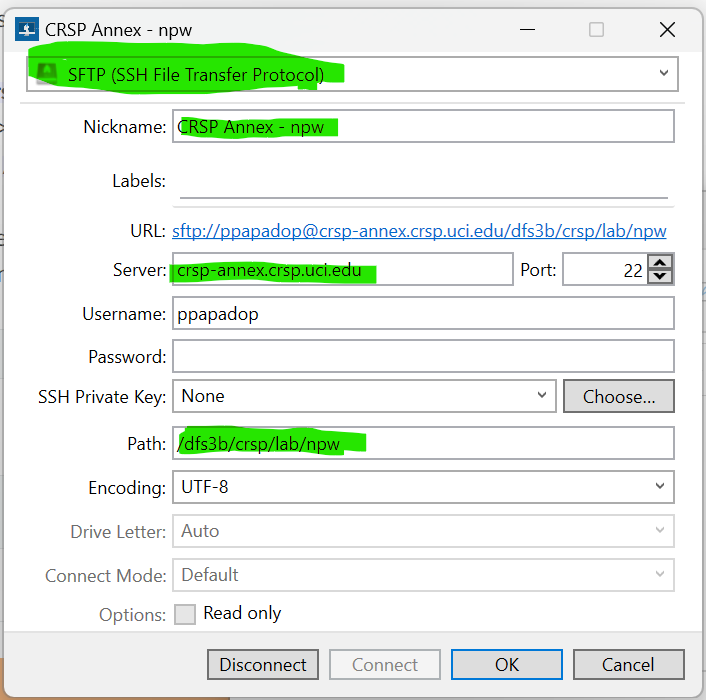 CRSP Annex - npw
SFTP (SSH File Transfer Protocol)
Nickname: CRSP Annex - npw
Labels:
URL: sftp://ppapadop@crsp-annex.crsp.uci.edu/dfs3b/crsp/lab/npw
Server: crsp-annex.crsp.uci.edu Port: 22
Username: ppapadop
Password:
SSH Private Key: None Choose...
Path: /dfs3b/crsp/lab/npw
Encoding: UTF-8
Drive Letter: Auto
Connect Mode: Default
Options: Read only
Disconnect Connect OK Cancel